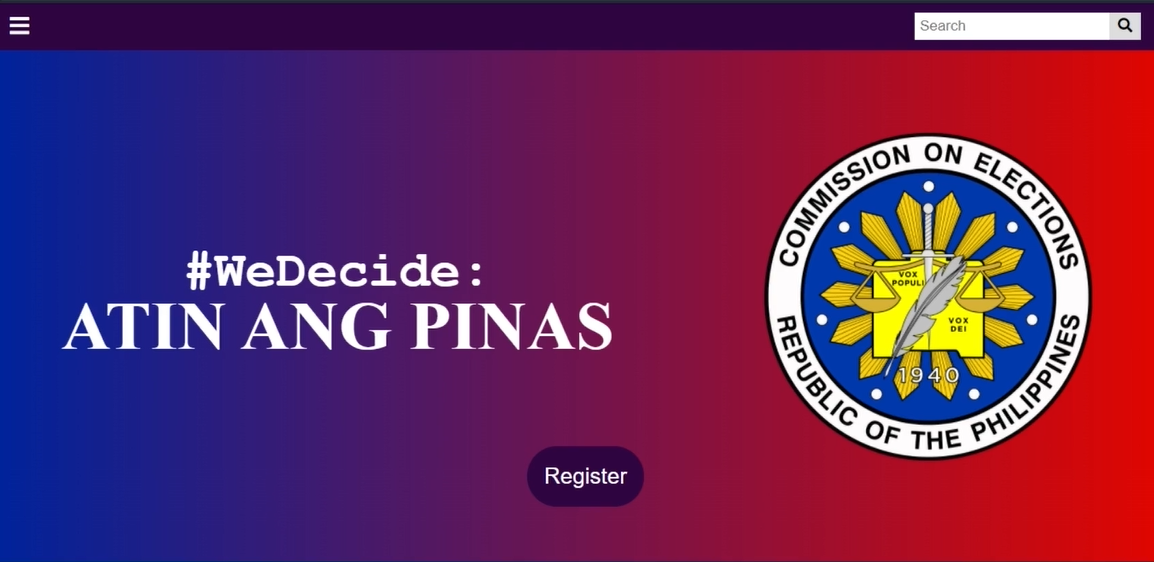 Search
#WeDecide:
ATIN ANG PINAS
Register
COMMISSION ON ELECTIONS
VOX
POPULI
VOX
DEI
1940
REPUBLIC OF THE PHILIPPINES